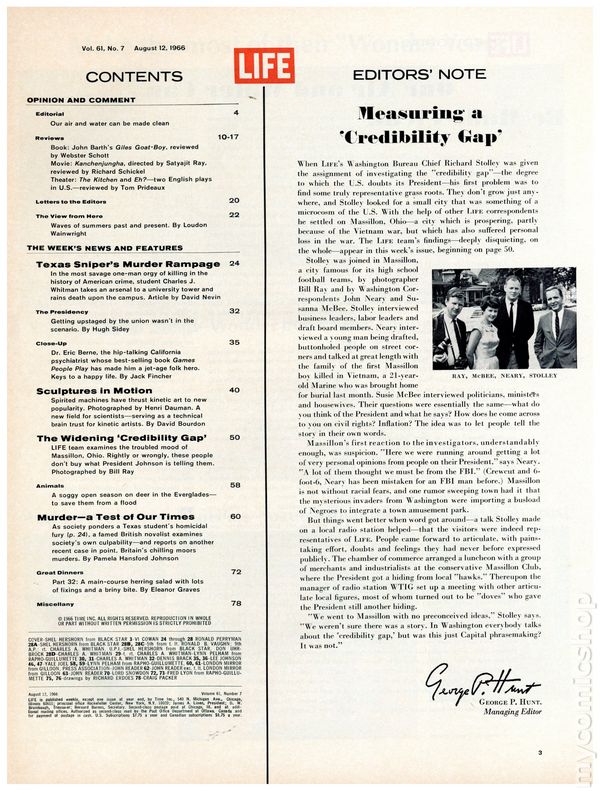 Vol. 61, No. 7 August 12, 1966
LIFE
CONTENTS
OPINION AND COMMENT
Editorial 4
Our air and water can be made clean
Reviews 10-17
Book: John Barth's Giles Goat-Boy, reviewed
by Webster Schott
Movie: Kanchenjungha, directed by Satyajit Ray,
reviewed by Richard Schickel
Theater: The Kitchen and Eh?—two English plays
in U.S.—reviewed by Tom Prideaux
Letters to the Editors 20
The View from Here 22
Waves of summers past and present. By Loudon
Wainwright
THE WEEK'S NEWS AND FEATURES
Texas Sniper's Murder Rampage 24
In the most savage one-man orgy of killing in the
history of American crime, student Charles J.
Whitman takes an arsenal to a university tower and
rains death upon the campus. Article by David Nevin
The Presidency 32
Getting upstaged by the union wasn't in the
scenario. By Hugh Sidey
Close-Up 35
Dr. Eric Berne, the hip-talking California
psychiatrist whose best-selling book Games
People Play has made him a jet-age folk hero.
Keys to a happy life. By Jack Fincher
Sculptures in Motion 40
Spirited machines have thrust kinetic art to new
popularity. Photographed by Henri Dauman. A
new field for scientists—serving as a technical
brain trust for kinetic artists. By David Bourdon
The Widening 'Credibility Gap' 50
LIFE team examines the troubled mood of
Massillon, Ohio. Rightly or wrongly, these people
don't buy what President Johnson is telling them.
Photographed by Bill Ray
Animals 58
A soggy open season on deer in the Everglades—
to save them from a flood
Murder—a Test of Our Times 60
As society ponders a Texas student's homicidal
fury (p. 24), a famed British novelist examines
society's own culpability—and reports on another
recent case in point. Britain's chilling moors
murders. By Pamela Hansford Johnson
Great Dinners 72
Part 32: A main-course herring salad with lots
of fixings and a briny bite. By Eleanor Graves
Miscellany 78
© 1966 TIME INC. ALL RIGHTS RESERVED. REPRODUCTION IN WHOLE
OR PART WITHOUT WRITTEN PERMISSION IS STRICTLY PROHIBITED
August 12, 1966 Volume 61, Number 7
EDITORS' NOTE
Measuring a
'Credibility Gap'
When LIFE's Washington Bureau Chief Richard Stolley was given
the assignment of investigating the "credibility gap"—the degree
to which the U.S. doubts its President—his first problem was to
find some truly representative grass roots. They don't grow just any-
where, and Stolley looked for a small city that was something of a
microcosm of the U.S. With the help of other LIFE correspondents
he settled on Massillon, Ohio—a city which is prospering, partly
because of the Vietnam war, but which has also suffered personal
loss in the war. The LIFE team's findings—deeply disquieting, on
the whole—appear in this week's issue, beginning on page 50.
Stolley was joined in Massillon,
a city famous for its high school
football teams, by photographer
Bill Ray and by Washington Cor-
respondents John Neary and Su-
sanna McBee. Stolley interviewed
business leaders, labor leaders and
draft board members. Neary inter-
viewed a young man being drafted,
buttonholed people on street cor-
ners and talked at great length with
the family of the first Massillon
boy killed in Vietnam, a 21-year-
old Marine who was brought home
for burial last month. Susie McBee interviewed politicians, ministers
and housewives. Their questions were essentially the same—what do
you think of the President and what he says? How does he come across
to you on civil rights? Inflation? The idea was to let people tell the
story in their own words.
RAY, McBEE, NEARY, STOLLEY
Massillon's first reaction to the investigators, understandably
enough, was suspicion. "Here we were running around getting a lot
of very personal opinions from people on their President," says Neary.
"A lot of them thought we must be from the FBI." (Crewcut and 6-
foot-6, Neary has been mistaken for an FBI man before.) Massillon
is not without racial fears, and one rumor sweeping town had it that
the mysterious invaders from Washington were importing a busload
of Negroes to integrate a town amusement park.
But things went better when word got around—a talk Stolley made
on a local radio station helped—that the visitors were indeed rep-
resentatives of LIFE. People came forward to articulate, with pains-
taking effort, doubts and feelings they had never before expressed
publicly. The chamber of commerce arranged a luncheon with a group
of merchants and industrialists at the conservative Massillon Club,
where the President got a hiding from local "hawks." Thereupon the
manager of radio station WTIG set up a meeting with other articu-
late local figures, most of whom turned out to be "doves" who gave
the President still another hiding.
"We went to Massillon with no preconceived ideas," Stolley says.
"We weren't sure there was a story. In Washington everybody talks
about the 'credibility gap,' but was this just Capital phrasemaking?
It was not."
George P. Hunt
GEORGE P. HUNT,
Managing Editor
3
mycomicshop